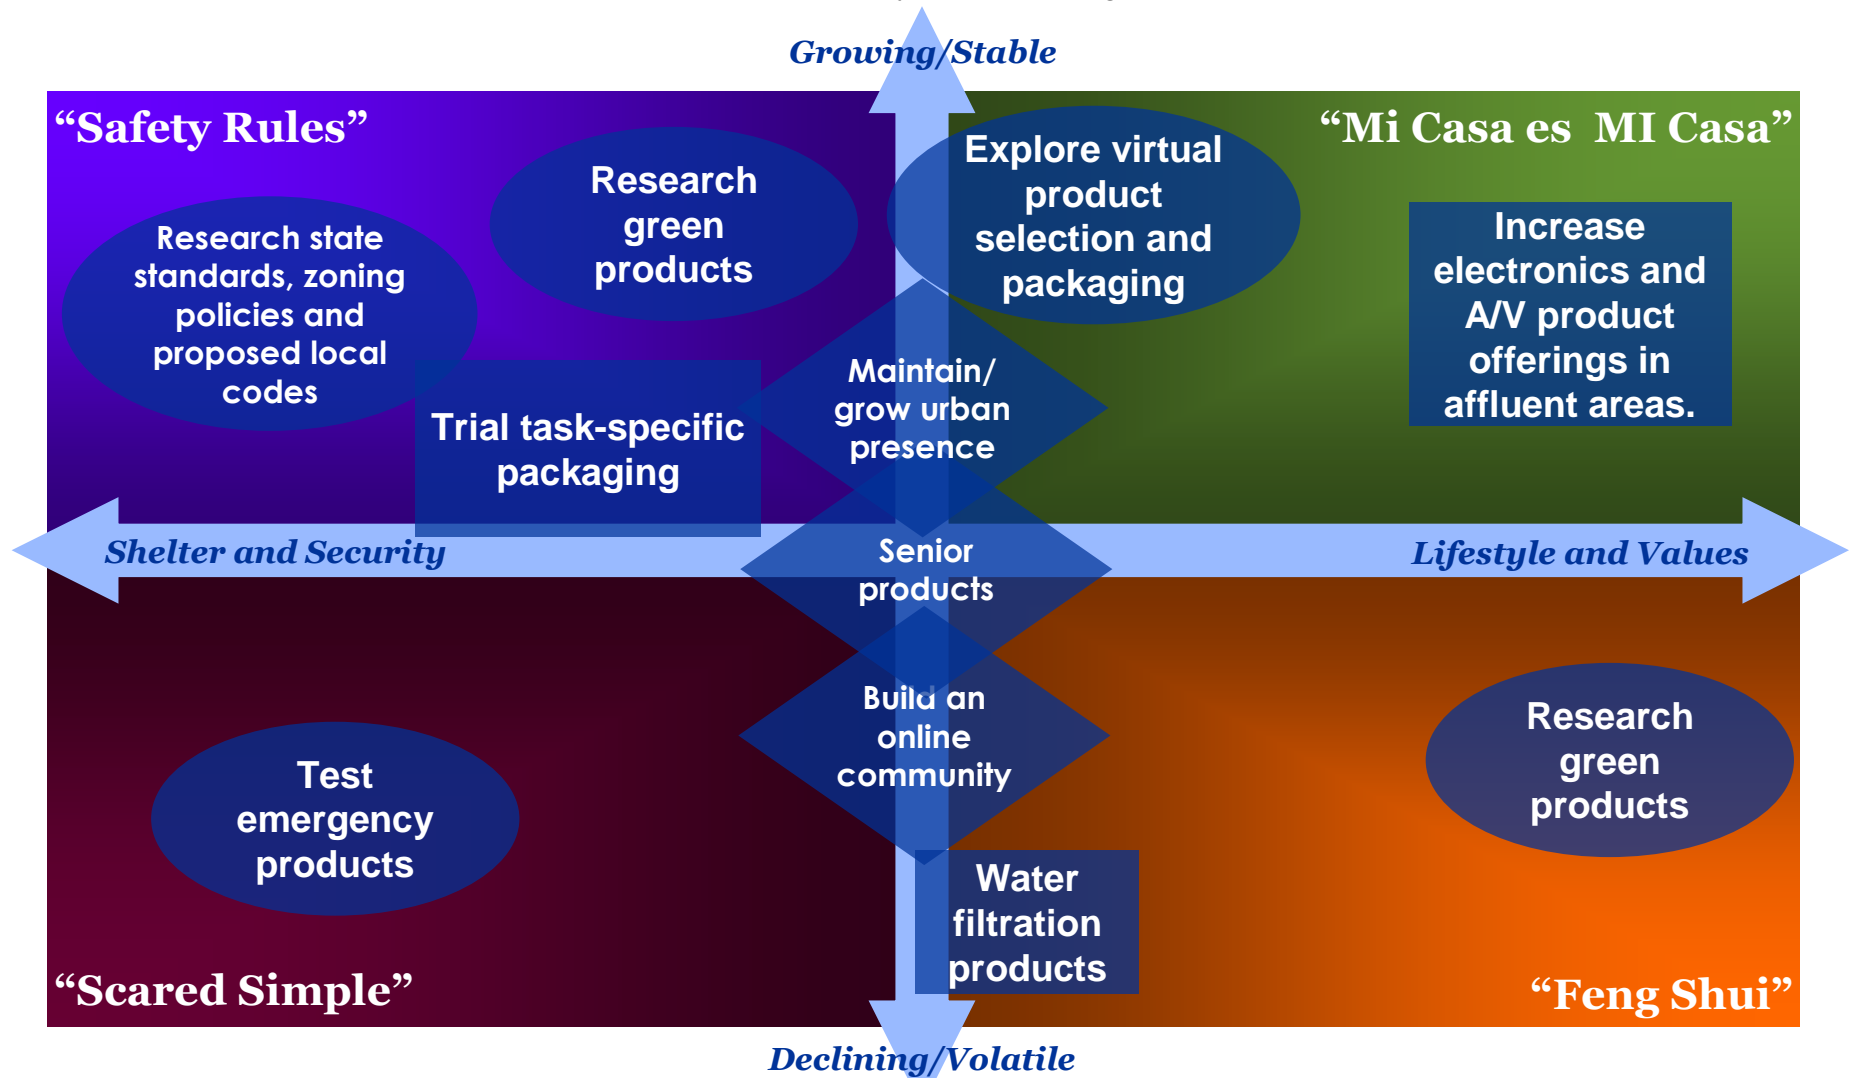 Growing/Stable
“Safety Rules”
“Mi Casa es  MI Casa”
Research
green
products
Explore virtual
product
selection and
packaging
Research state
standards, zoning
policies and
proposed local
codes
Increase
electronics and
A/V product
offerings in
affluent areas.
Trial task-specific
packaging
Maintain/
grow urban
presence
Shelter and Security
Senior
products
Lifestyle and Values
Build an
online
community
Test
emergency
products
Research
green
products
Water
filtration
products
“Scared Simple”
“Feng Shui”
Declining/Volatile